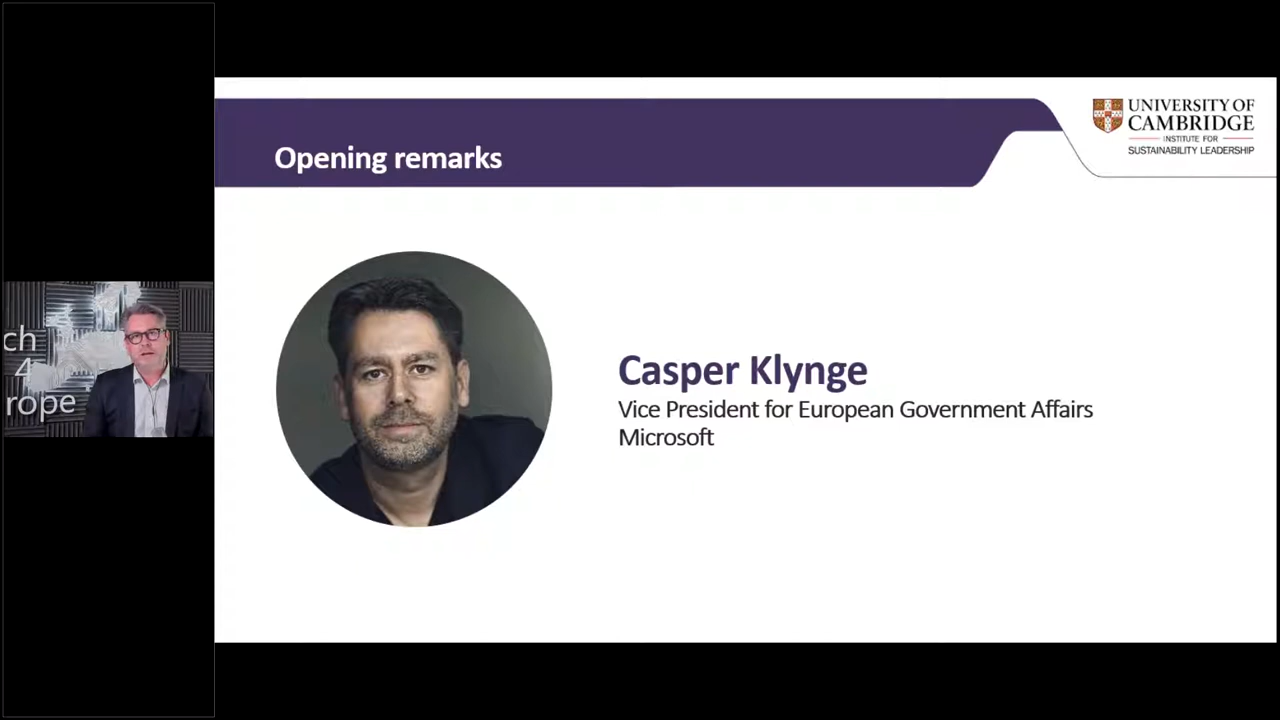 Opening remarks
UNIVERSITY OF
CAMBRIDGE
INSTITUTE FOR
SUSTAINABILITY LEADERSHIP
ch
4
rope
Casper Klynge
Vice President for European Government Affairs
Microsoft